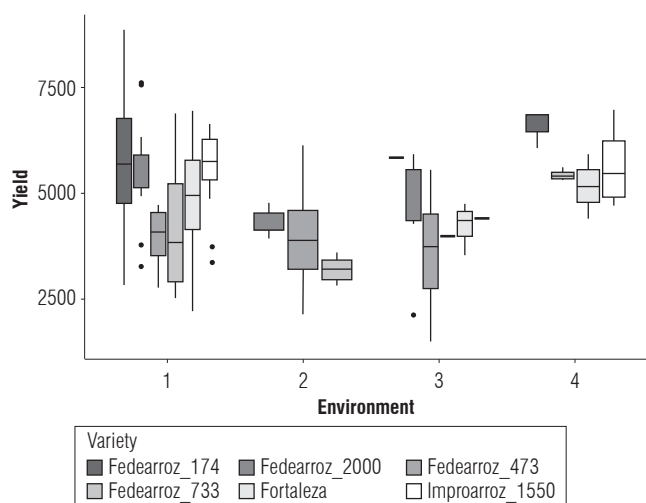 7500
5000
2500
Yield
1 2 3 4
Environment
Variety
Fedearroz_174 Fedearroz_2000 Fedearroz_473
Fedearroz_733 Fortaleza Improarroz_1550